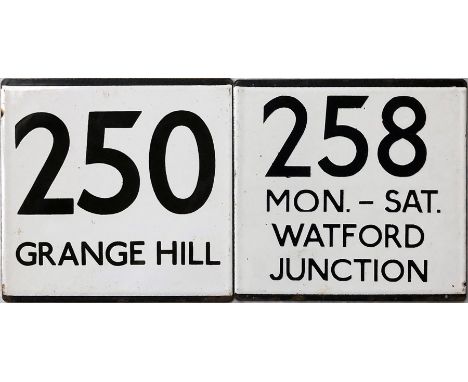 250
GRANGE HILL
258
MON. - SAT.
WATFORD
JUNCTION